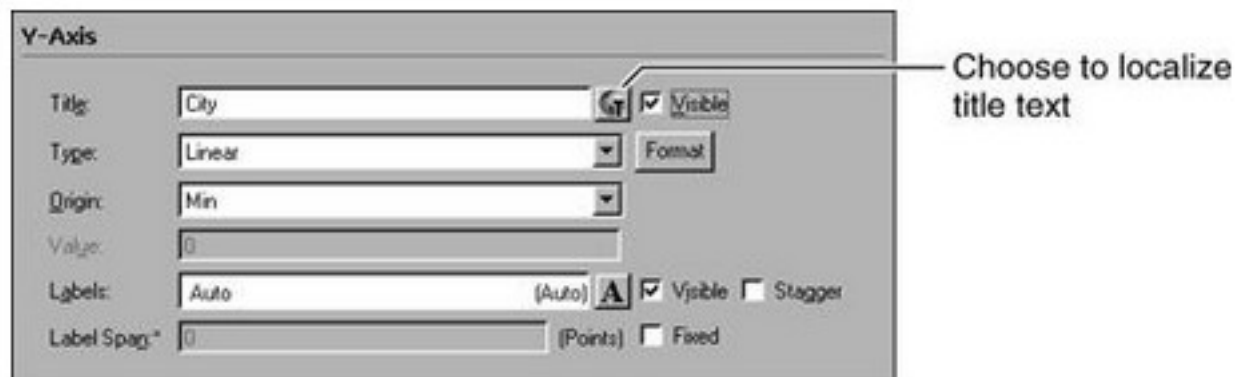 Y-Axis
Choose to localize
title text
Title: City Visible
Type: Linear Format
Origin: Min
Value: 0
Labels: Auto (Auto) A Visible Stagger
Label Span:* 0 (Points) Fixed